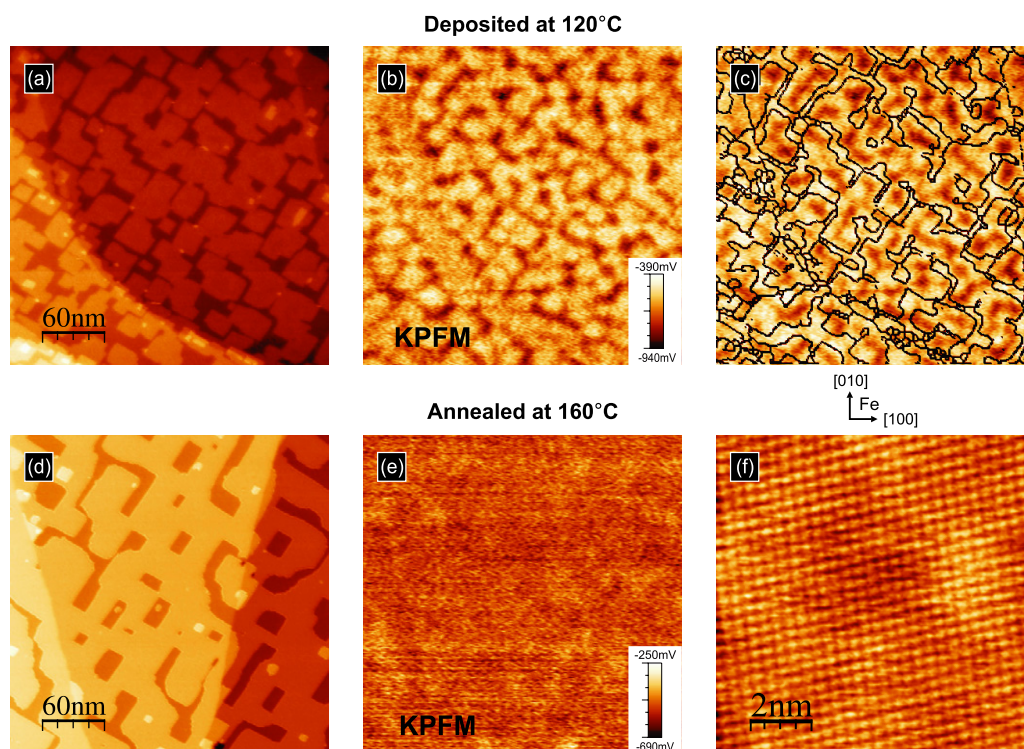 Deposited at 120°C
(a)
(b)
(c)
60nm
KPFM
-390mV
-940mV
[010]
Fe
[100]
Annealed at 160°C
(d)
(e)
(f)
60nm
KPFM
-250mV
-690mV
2nm